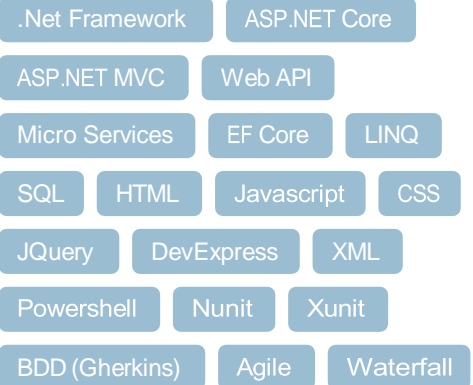 .Net Framework ASP.NET Core
ASP.NET MVC Web API
Micro Services EF Core LINQ
SQL HTML Javascript CSS
JQuery DevExpress XML
Powershell Nunit Xunit
BDD (Gherkins) Agile Waterfall